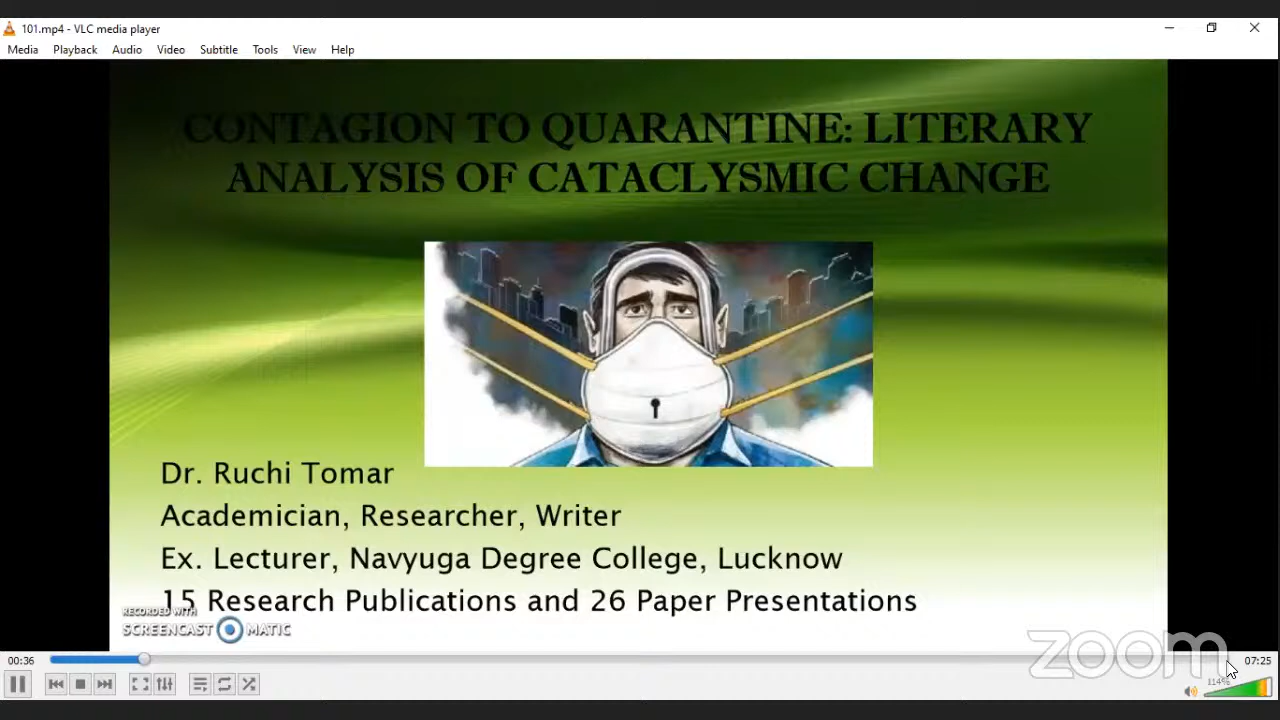 101.mp4 - VLC media player
Media Playback Audio Video Subtitle Tools View Help
CONTAGION TO QUARANTINE: LITERARY
ANALYSIS OF CATACLYSMIC CHANGE
Dr. Ruchi Tomar
Academician, Researcher, Writer
Ex. Lecturer, Navyuga Degree College, Lucknow
15 Research Publications and 26 Paper Presentations
RECORDED WITH
SCREENCAST MATIC
zoom
00:36
07:25
114%